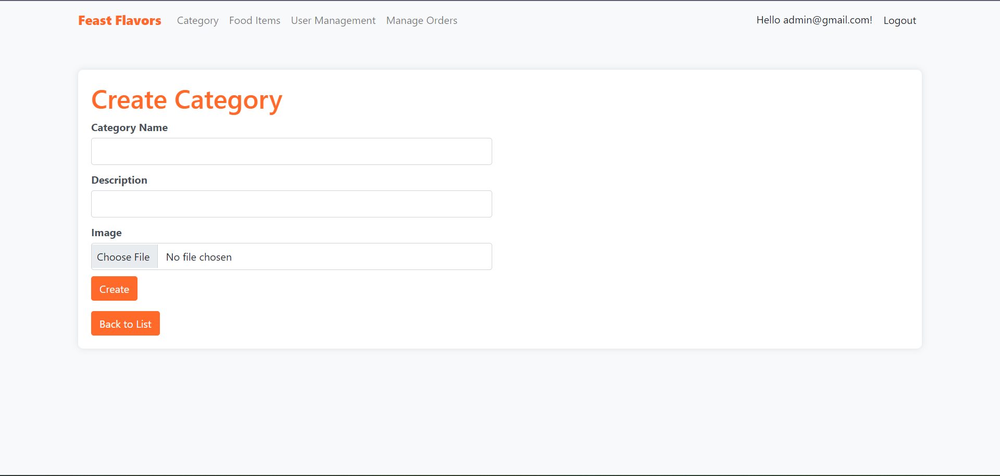 Feast Flavors Category Food Items User Management Manage Orders Hello admin@gmail.com! Logout
Create Category
Category Name
Description
Image
Choose File No file chosen
Create
Back to List